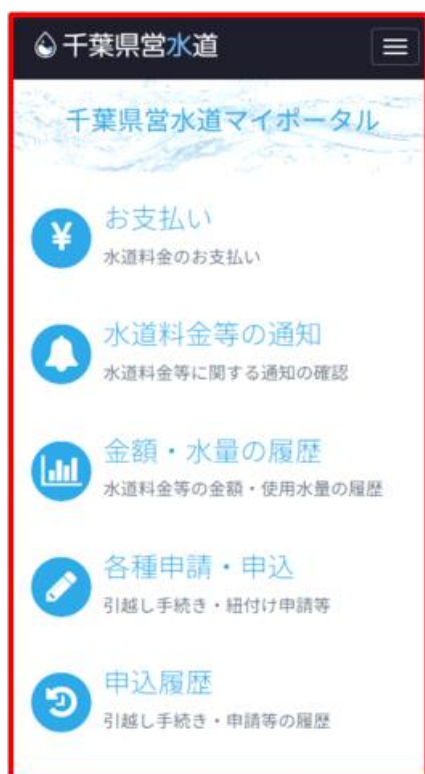 千葉県営水道
千葉県営水道マイポータル
お支払い
水道料金のお支払い
水道料金等の通知
水道料金等に関する通知の確認
金額・水量の履歴
水道料金等の金額・使用水量の履歴
各種申請・申込
引越し手続き・紐付け申請等
申込履歴
引越し手続き・申請等の履歴